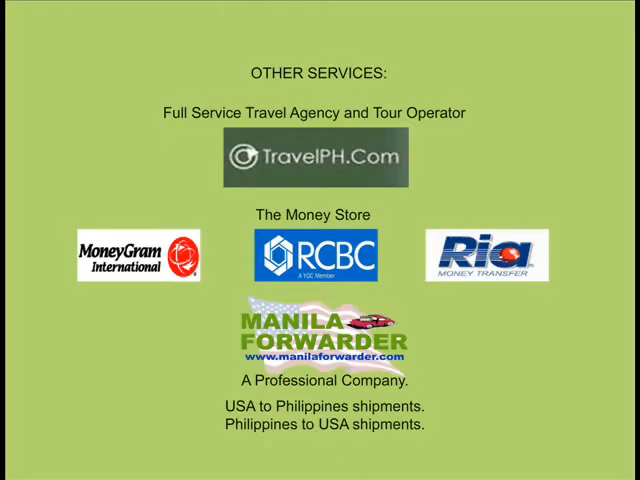 OTHER SERVICES:
Full Service Travel Agency and Tour Operator
TravelPH.Com
The Money Store
MoneyGram
International
RCBC
A YGC Member
Ria
MONEY TRANSFER
MANILA
FORWARDER
www.manilaforwarder.com
A Professional Company.
USA to Philippines shipments.
Philippines to USA shipments.